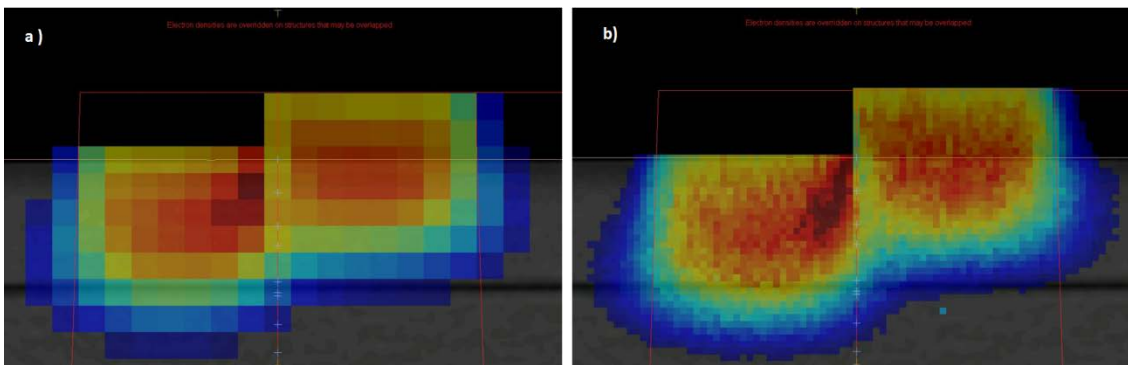 Electron densities are overridden on structures that may be overlapped
a )
Electron densities are overridden on structures that may be overlapped
b)